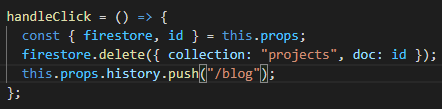 handleClick = () => {
const { firestore, id } = this.props;
firestore.delete({ collection: "projects", doc: id });
this.props.history.push("/blog");
};